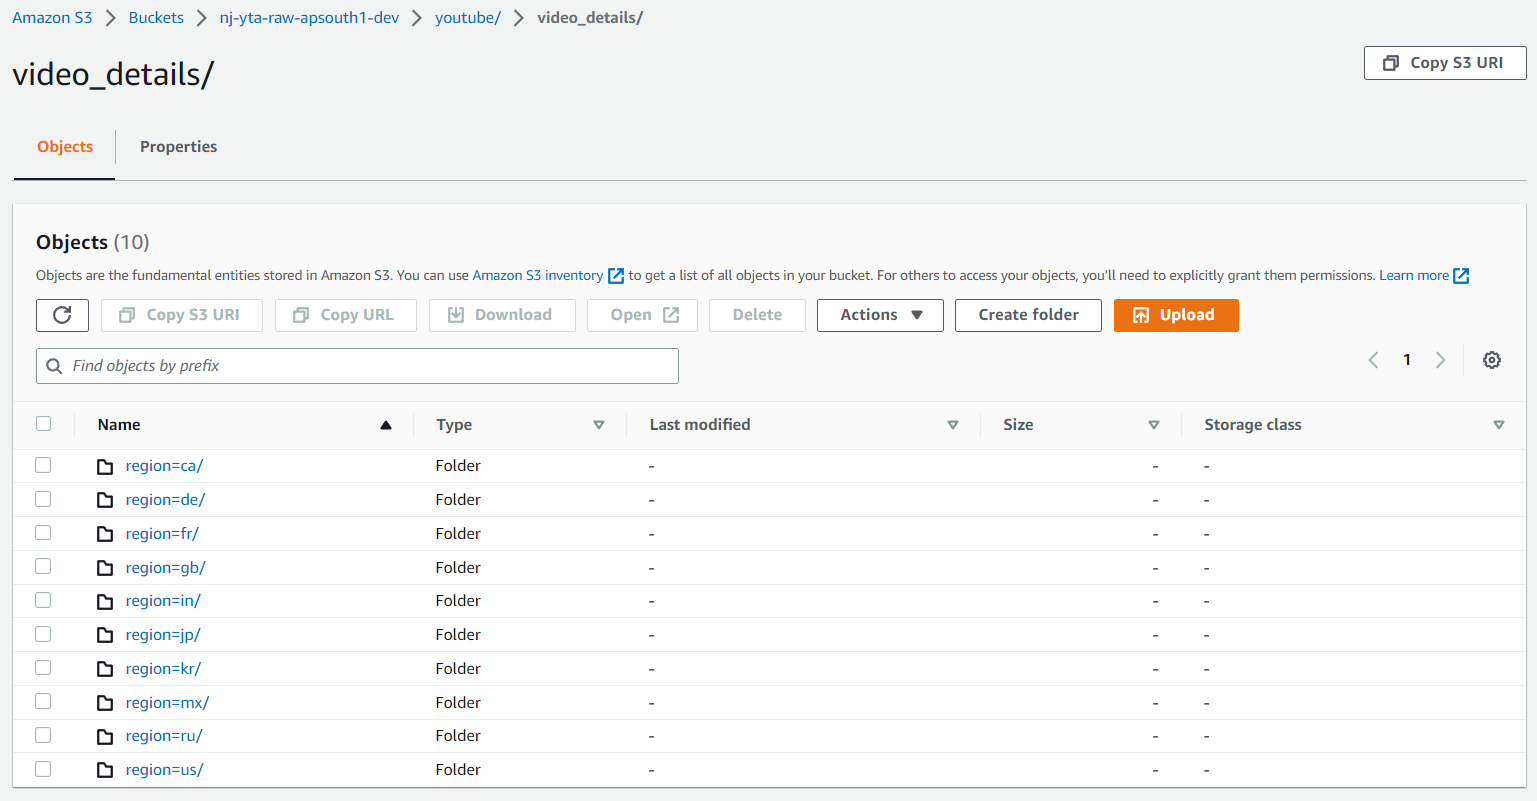 Amazon S3 > Buckets > nj-yta-raw-apsouth1-dev > youtube/ > video_details/
video_details/
Copy S3 URI
Objects Properties
Objects (10)
Objects are the fundamental entities stored in Amazon S3. You can use Amazon S3 inventory to get a list of all objects in your bucket. For others to access your objects, you'll need to explicitly grant them permissions. Learn more
Copy S3 URI Copy URL Download Open Delete Actions Create folder Upload
Find objects by prefix
1
Name Type Last modified Size Storage class
region=ca/ Folder - - -
region=de/ Folder - - -
region=fr/ Folder - - -
region=gb/ Folder - - -
region=in/ Folder - - -
region=jp/ Folder - - -
region=kr/ Folder - - -
region=mx/ Folder - - -
region=ru/ Folder - - -
region=us/ Folder - - -